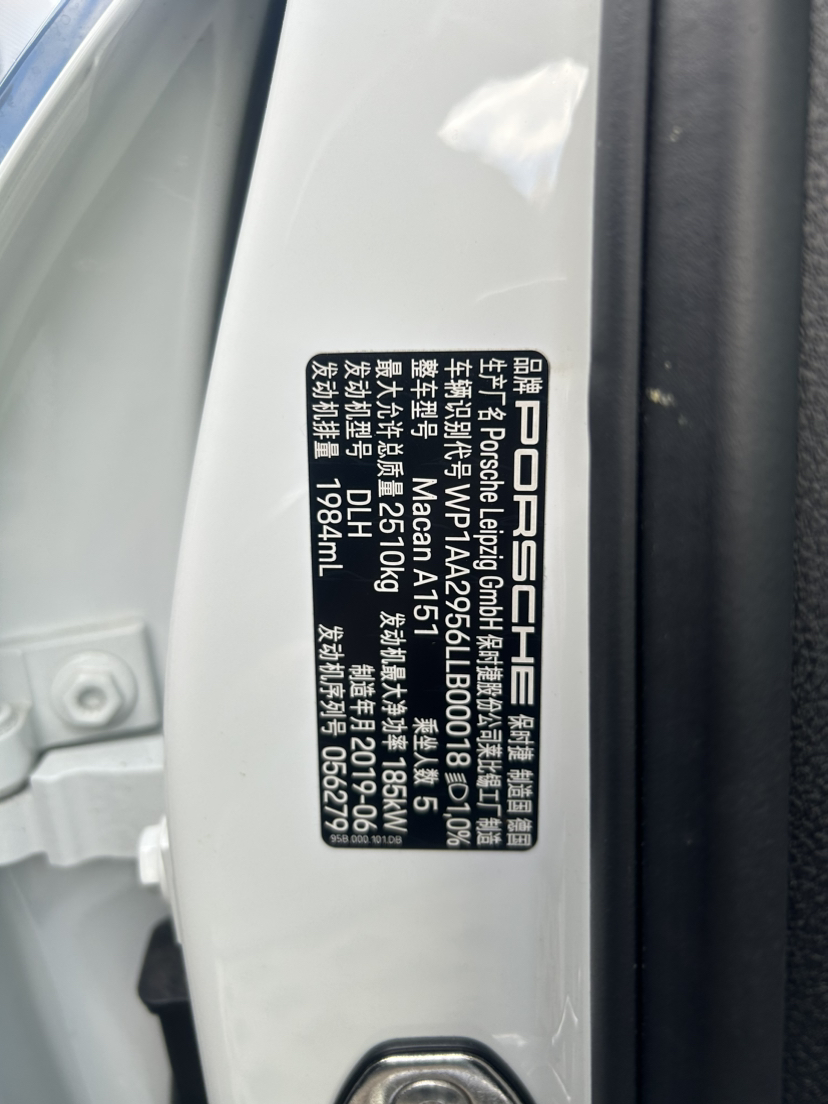 品牌 PORSCHE 保时捷 制造国 德国
生产厂名 Porsche Leipzig GmbH 保时捷股份公司莱比锡工厂制造
车辆识别代号 WP1AA2956LLB00018 1,0%
整车型号 Macan A151 乘坐人数 5
最大允许总质量 2510kg 发动机最大净功率 185kW
发动机型号 DLH 制造年月 2019-06
发动机排量 1984mL 发动机序列号 056279
95B.000.101.DB